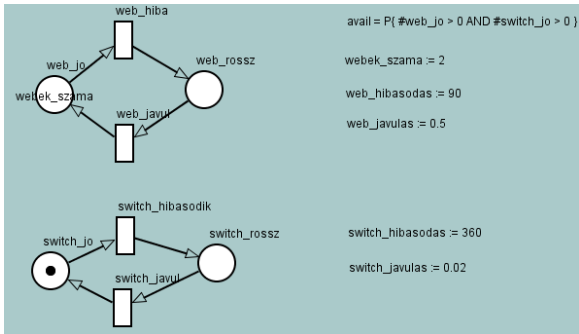 web_hiba
avail = P{ #web_jo > 0 AND #switch_jo > 0 }
web_jo
web_rossz
webek_szama := 2
webek_szama
web_hibasodas := 90
web_javul
web_javulas := 0.5
switch_hibasodik
switch_jo
switch_rossz
switch_hibasodas := 360
switch_javul
switch_javulas := 0.02